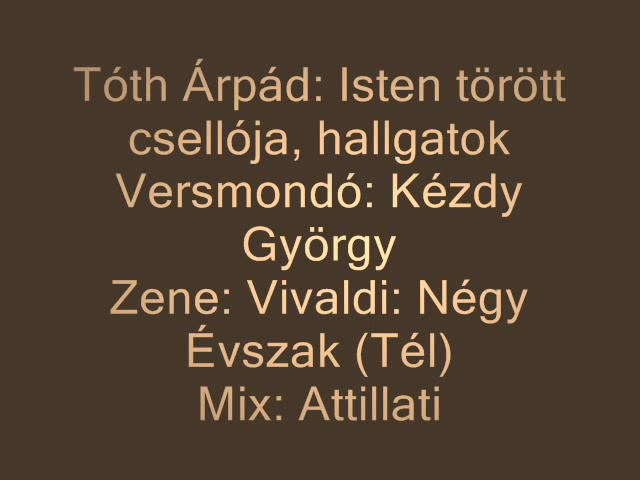 Tóth Árpád: Isten törött
csellója, hallgatok
Versmondó: Kézdy
György
Zene: Vivaldi: Négy
Évszak (Tél)
Mix: Attillati